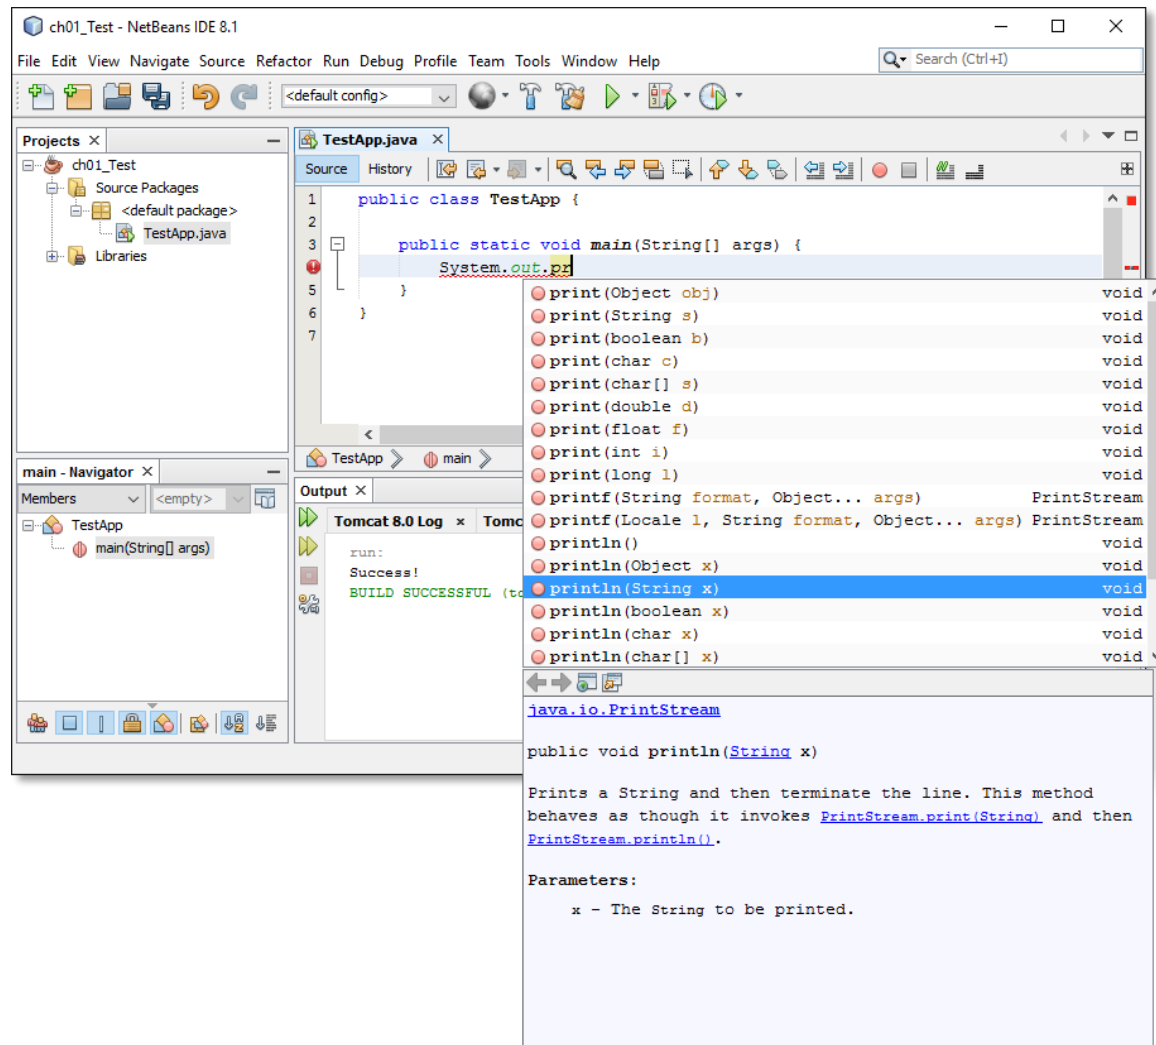 ch01_Test - NetBeans IDE 8.1
File Edit View Navigate Source Refactor Run Debug Profile Team Tools Window Help
Search (Ctrl+I)
<default config>
Projects
ch01_Test
Source Packages
<default package>
TestApp.java
Libraries
TestApp.java
Source History
1 public class TestApp {
2
3 public static void main(String[] args) {
System.out.pr
5 }
6 }
7
print(Object obj) void
print(String s) void
print(boolean b) void
print(char c) void
print(char[] s) void
print(double d) void
print(float f) void
print(int i) void
print(long l) void
printf(String format, Object... args) PrintStream
printf(Locale l, String format, Object... args) PrintStream
println() void
println(Object x) void
println(String x) void
println(boolean x) void
println(char x) void
println(char[] x) void
TestApp main
main - Navigator
Members <empty>
TestApp
main(String[] args)
Output
Tomcat 8.0 Log Tomc
run:
Success!
BUILD SUCCESSFUL (to
java.io.PrintStream
public void println(String x)
Prints a String and then terminate the line. This method
behaves as though it invokes PrintStream.print(String) and then
PrintStream.println().
Parameters:
x - The String to be printed.